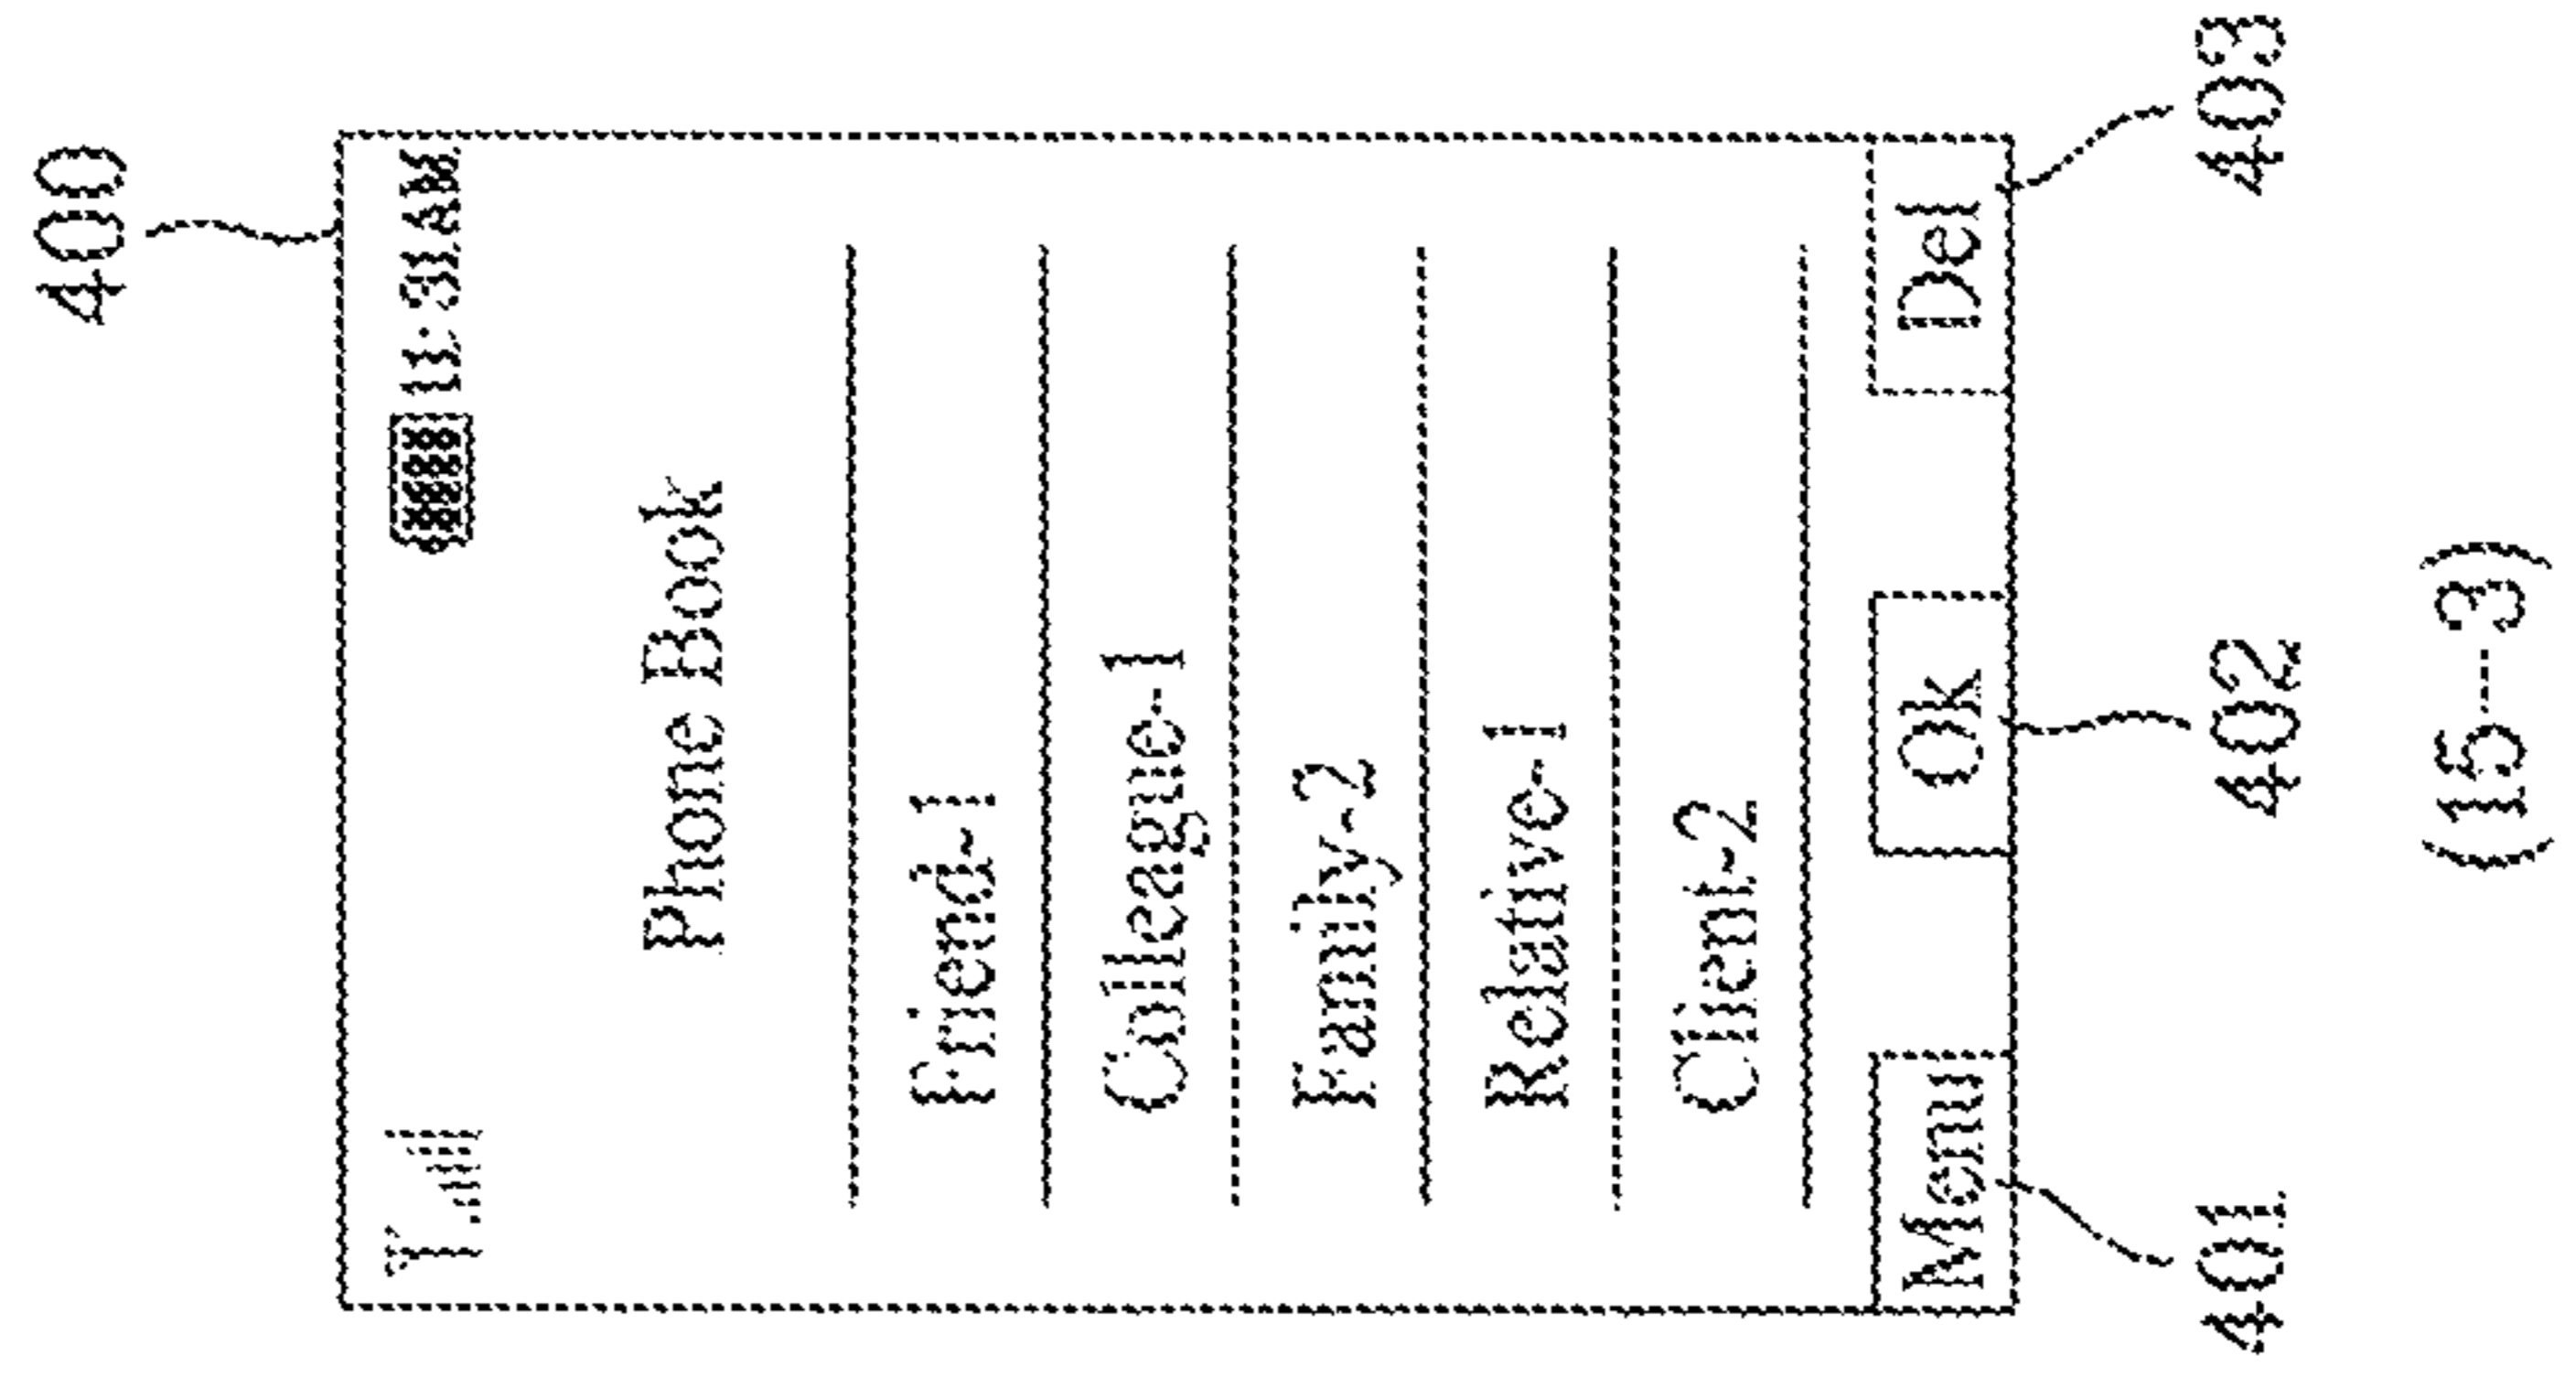 400
11:31AM
Phone Book
Friend-1
Colleague-1
Family-2
Relative-1
Client-2
Menu Ok Del
401 402 403
(15-3)